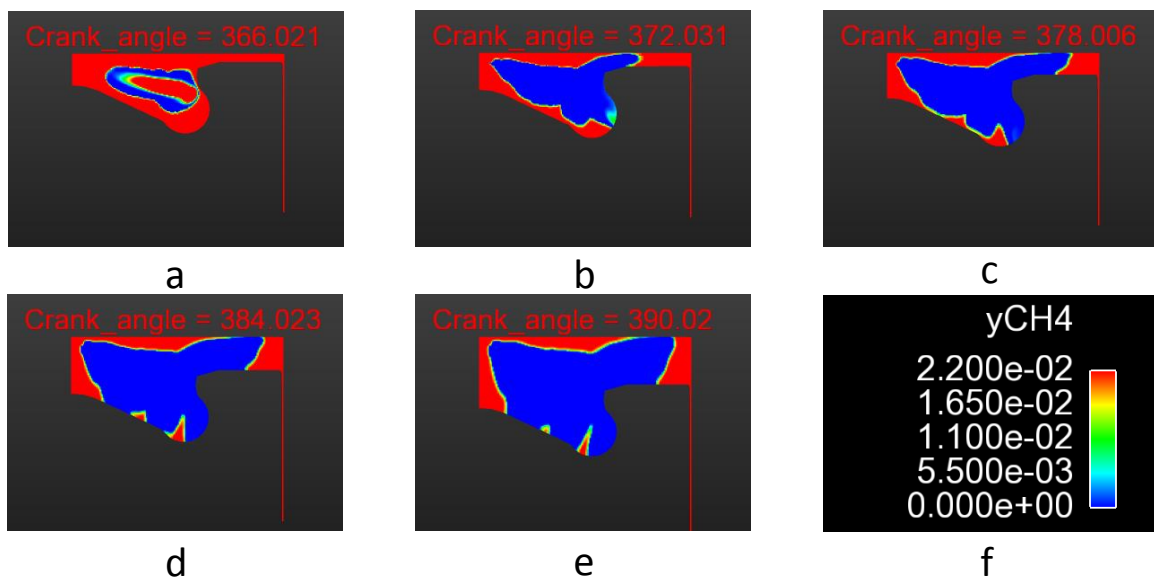 Crank_angle = 366.021
Crank_angle = 372.031
Crank_angle = 378.006
a
b
c
Crank_angle = 384.023
Crank_angle = 390.02
yCH4
2.200e-02
1.650e-02
1.100e-02
5.500e-03
0.000e+00
d
e
f